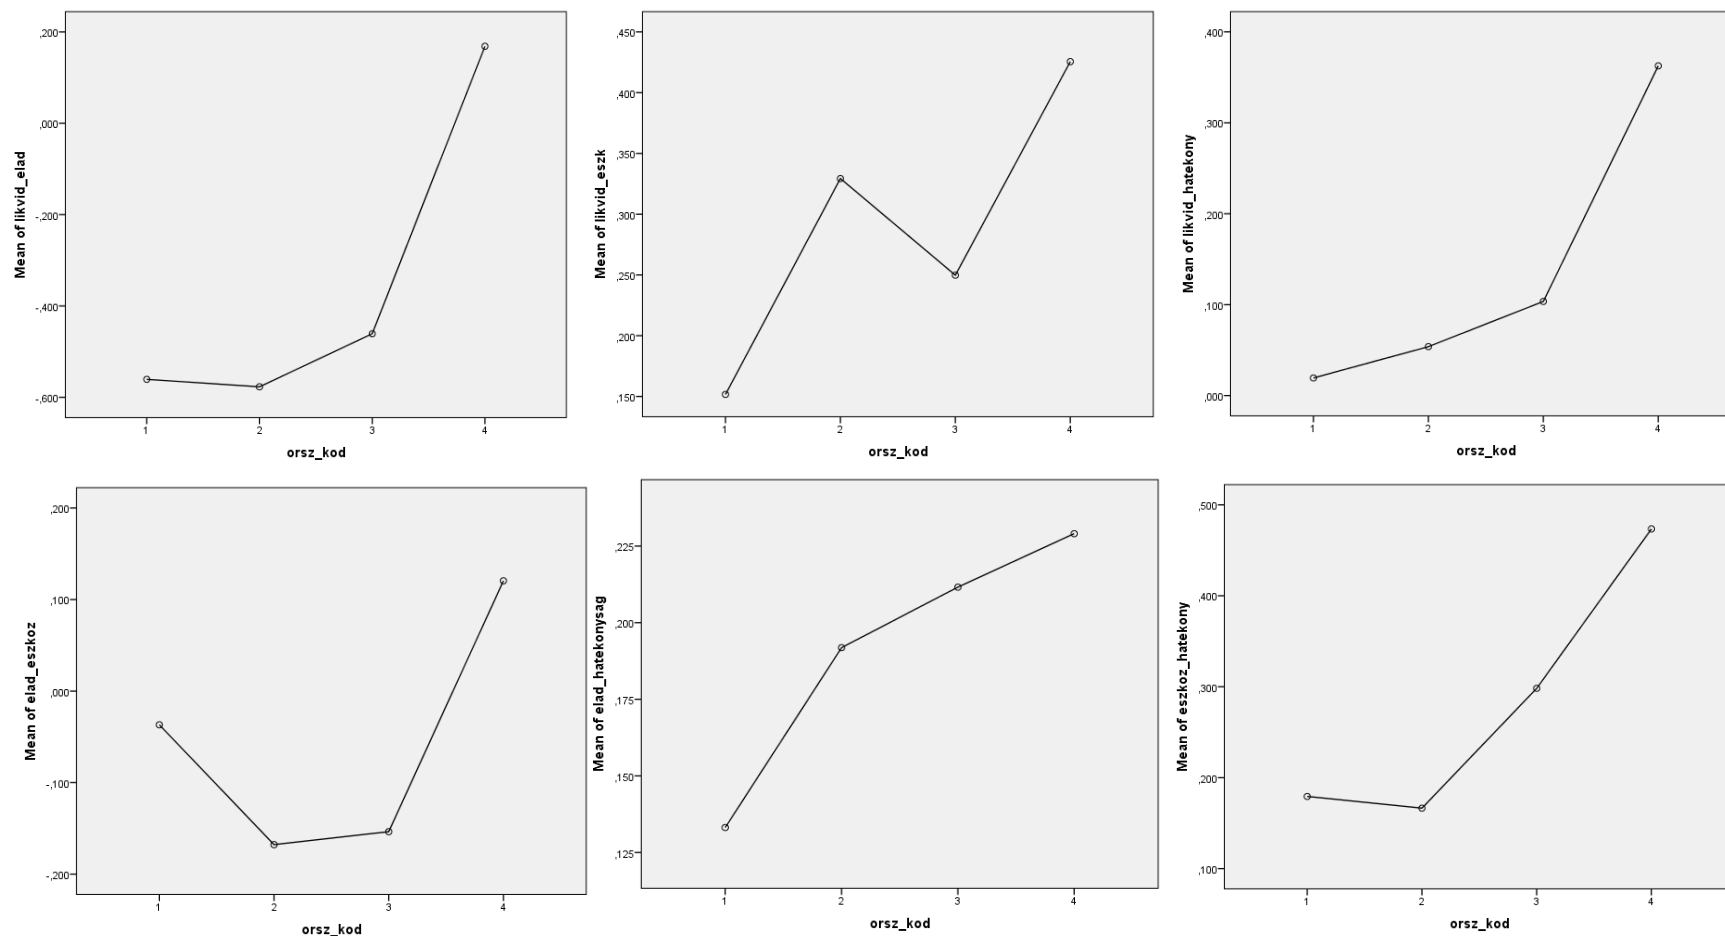 Mean of likvid_elad
,200
,000
-,200
-,400
-,600
1 2 3 4
orsz_kod
Mean of likvid_eszk
,450
,400
,350
,300
,250
,200
,150
1 2 3 4
orsz_kod
Mean of likvid_hatekony
,400
,300
,200
,100
,000
1 2 3 4
orsz_kod
Mean of elad_eszkoz
,200
,100
,000
-,100
-,200
1 2 3 4
orsz_kod
Mean of elad_hatekonysag
,225
,200
,175
,150
,125
1 2 3 4
orsz_kod
Mean of eszkoz_hatekony
,500
,400
,300
,200
,100
1 2 3 4
orsz_kod